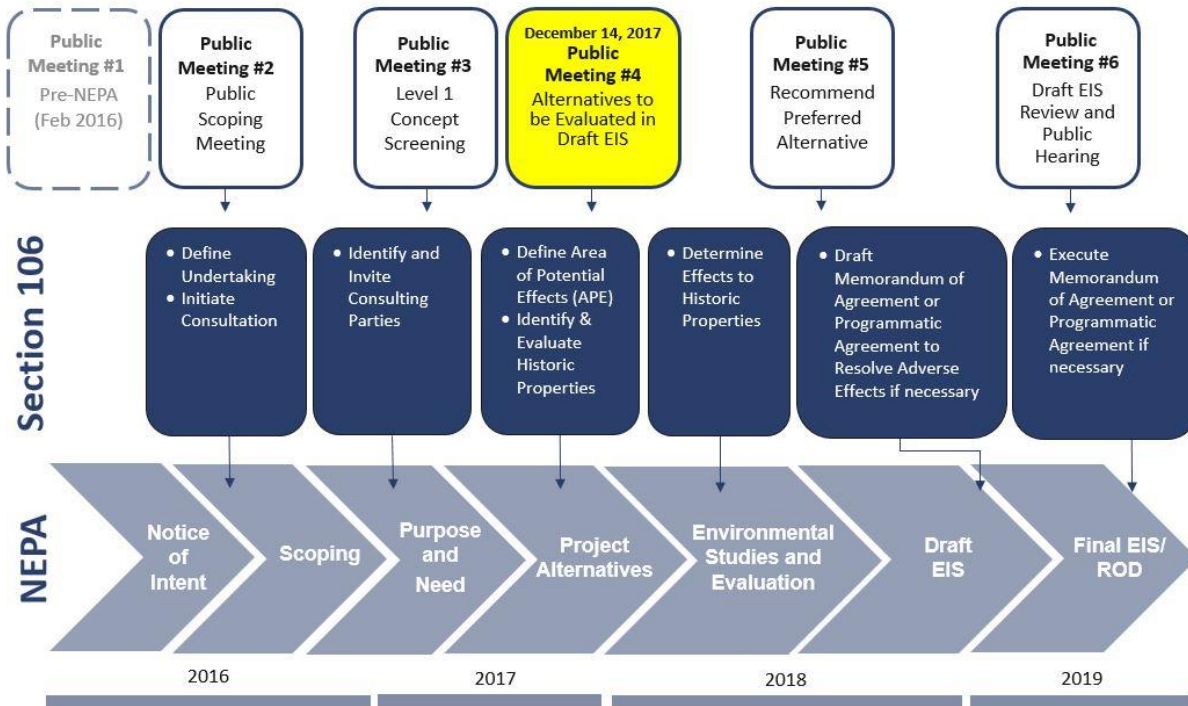 Public
Meeting #1
Pre-NEPA
(Feb 2016)
Public
Meeting #2
Public
Scoping
Meeting
Public
Meeting #3
Level 1
Concept
Screening
December 14, 2017
Public
Meeting #4
Alternatives to
be Evaluated in
Draft EIS
Public
Meeting #5
Recommend
Preferred
Alternative
Public
Meeting #6
Draft EIS
Review and
Public
Hearing
Section 106
• Define
Undertaking
• Initiate
Consultation
• Identify and
Invite
Consulting
Parties
• Define Area
of Potential
Effects (APE)
• Identify &
Evaluate
Historic
Properties
• Determine
Effects to
Historic
Properties
• Draft
Memorandum of
Agreement or
Programmatic
Agreement to
Resolve Adverse
Effects if necessary
• Execute
Memorandum
of Agreement or
Programmatic
Agreement if
necessary
NEPA
Notice
of
Intent
Scoping
Purpose
and
Need
Project
Alternatives
Environmental
Studies and
Evaluation
Draft
EIS
Final EIS/
ROD
2016
2017
2018
2019